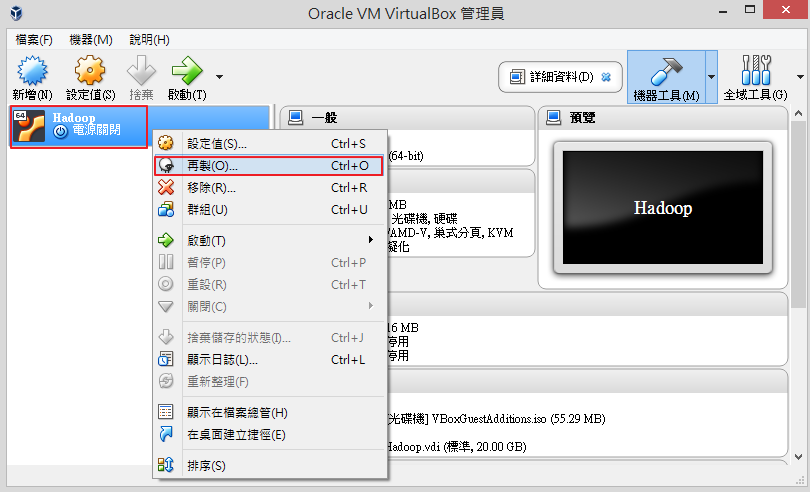 Oracle VM VirtualBox 管理員
檔案(F) 機器(M) 說明(H)
新增(N) 設定值(S) 捨棄 啟動(T) 詳細資料(D) 機器工具(M) 全域工具(G)
64 Hadoop
電源關閉
一般
(64-bit)
MB
光碟機, 硬碟
/AMD-V, 巢式分頁, KVM
擬化
16 MB
停用
停用
[光碟機] VBoxGuestAdditions.iso (55.29 MB)
Hadoop.vdi (標準, 20.00 GB)
預覽
Hadoop
設定值(S)... Ctrl+S
再製(O)... Ctrl+O
移除(R)... Ctrl+R
群組(U) Ctrl+U
啟動(T)
暫停(P) Ctrl+P
重設(R) Ctrl+T
關閉(C)
捨棄儲存的狀態(I)... Ctrl+J
顯示日誌(L)... Ctrl+L
重新整理(F)
顯示在檔案總管(H)
在桌面建立捷徑(E)
排序(S)